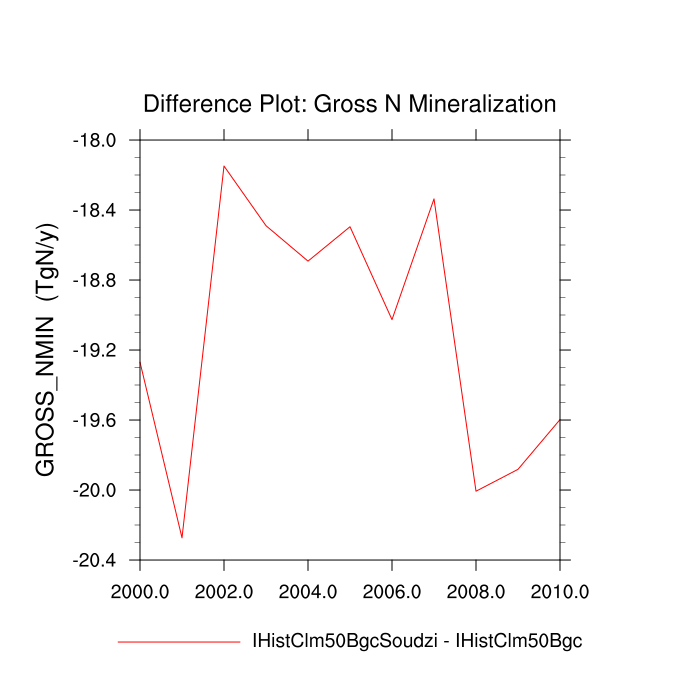 Difference Plot: Gross N Mineralization
-18.0
-18.4
-18.8
-19.2
-19.6
-20.0
-20.4
GROSS_NMIN (TgN/y)
2000.0 2002.0 2004.0 2006.0 2008.0 2010.0
IHistClm50BgcSoudzi - IHistClm50Bgc